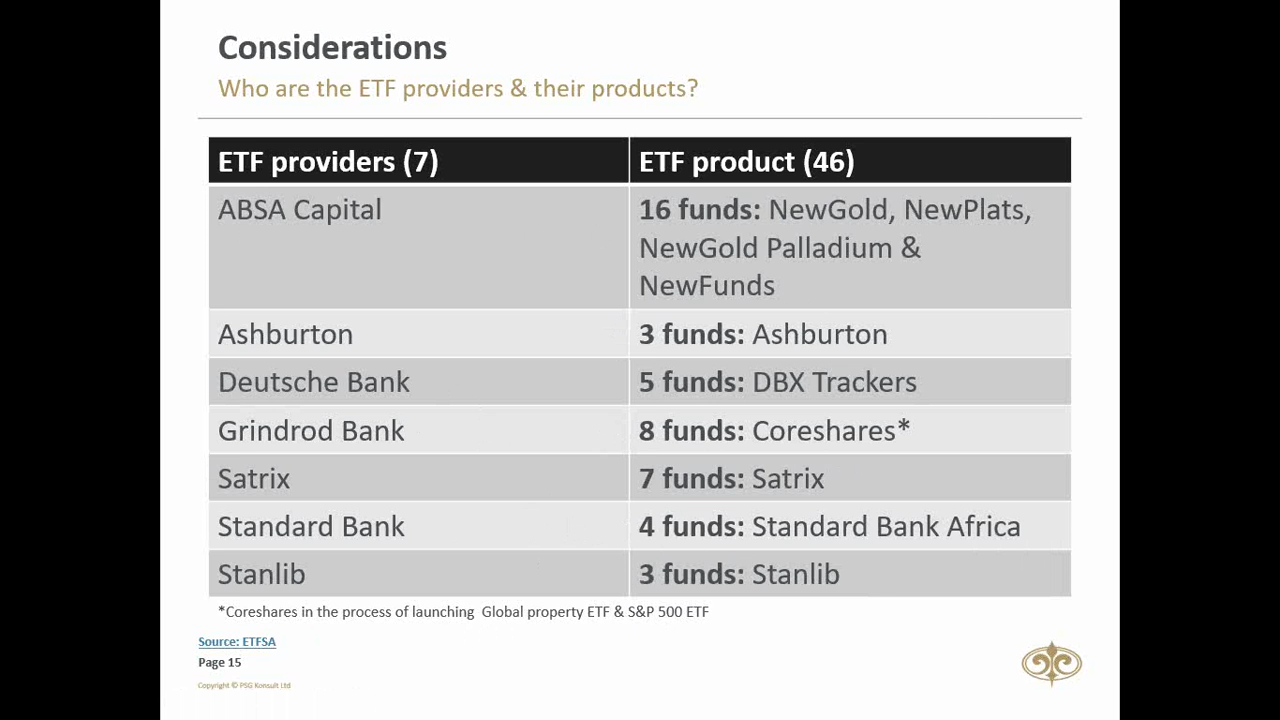 Considerations
Who are the ETF providers & their products?
ETF providers (7)
ETF product (46)
ABSA Capital
16 funds: NewGold, NewPlats,
NewGold Palladium &
NewFunds
Ashburton
3 funds: Ashburton
Deutsche Bank
5 funds: DBX Trackers
Grindrod Bank
8 funds: Coreshares*
Satrix
7 funds: Satrix
Standard Bank
4 funds: Standard Bank Africa
Stanlib
3 funds: Stanlib
*Coreshares in the process of launching Global property ETF & S&P 500 ETF
Source: ETFSA
Page 15
Copyright © PSG Konsult Ltd